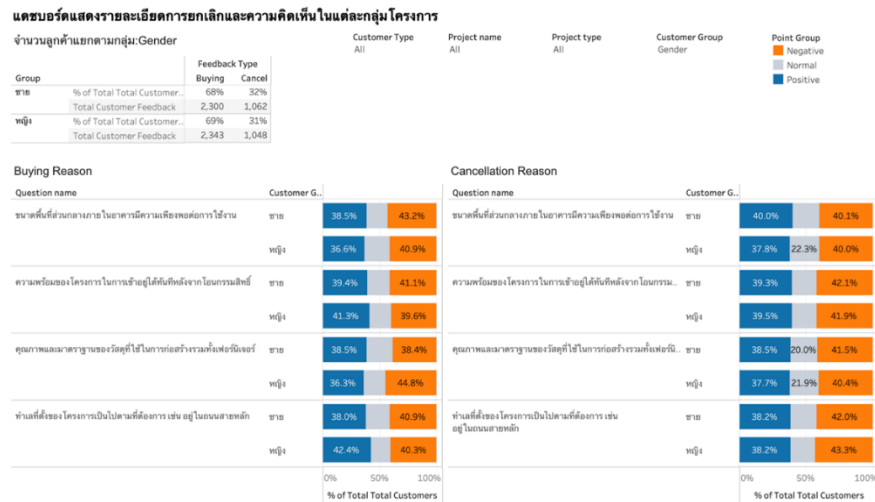 แดชบอร์ดแสดงรายละเอียดการยกเลิกและความคิดเห็นในแต่ละกลุ่มโครงการ
จำนวนลูกค้าแยกตามกลุ่ม:Gender
Customer Type
All
Project name
All
Project type
All
Customer Group
Gender
Point Group
Negative
Normal
Positive
Feedback Type
Group Buying Cancel
ชาย % of Total Total Customer.. 68% 32%
Total Customer Feedback 2,300 1,062
หญิง % of Total Total Customer.. 69% 31%
Total Customer Feedback 2,343 1,048
Buying Reason
Question name Customer G..
ขนาดพื้นที่ส่วนกลางภายในอาคารมีความเพียงพอต่อการใช้งาน ชาย 38.5% 43.2%
หญิง 36.6% 40.9%
ความพร้อมของโครงการในการเข้าอยู่ได้ทันทีหลังจากโอนกรรมสิทธิ์ ชาย 39.4% 41.1%
หญิง 41.3% 39.6%
คุณภาพและมาตราฐานของวัสดุที่ใช้ในการก่อสร้างรวมทั้งเฟอร์นิเจอร์ ชาย 38.5% 38.4%
หญิง 36.3% 44.8%
ทำเลที่ตั้งของโครงการเป็นไปตามที่ต้องการ เช่น อยู่ในถนนสายหลัก ชาย 38.0% 40.9%
หญิง 42.4% 40.3%
0% 50% 100%
% of Total Total Customers
Cancellation Reason
Question name Customer G..
ขนาดพื้นที่ส่วนกลางภายในอาคารมีความเพียงพอต่อการใช้งาน ชาย 40.0% 40.1%
หญิง 37.8% 22.3% 40.0%
ความพร้อมของโครงการในการเข้าอยู่ได้ทันทีหลังจากโอนกรรม.. ชาย 39.3% 42.1%
หญิง 39.5% 41.9%
คุณภาพและมาตราฐานของวัสดุที่ใช้ในการก่อสร้างรวมทั้งเฟอร์นิ.. ชาย 38.5% 20.0% 41.5%
หญิง 37.7% 21.9% 40.4%
ทำเลที่ตั้งของโครงการเป็นไปตามที่ต้องการ เช่น
อยู่ในถนนสายหลัก ชาย 38.2% 42.0%
หญิง 38.2% 43.3%
0% 50% 100%
% of Total Total Customers